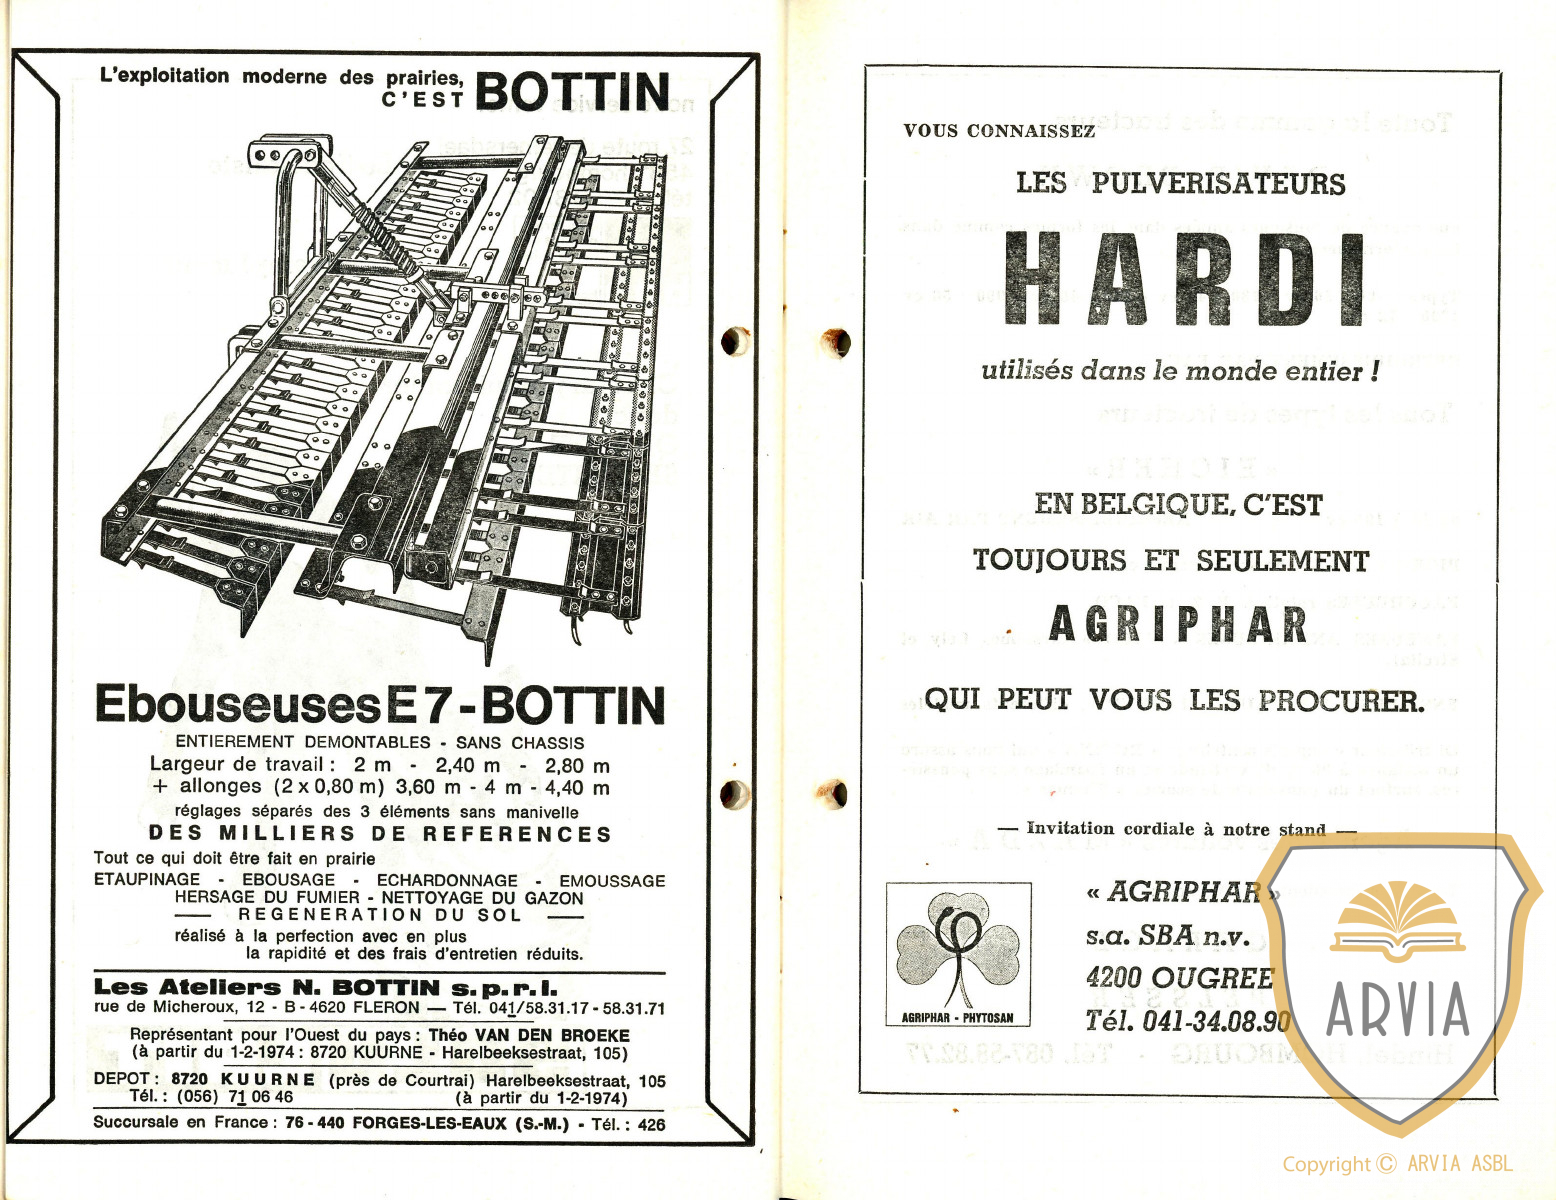 L'exploitation moderne des prairies,
C'EST BOTTIN
Ebouseuses E7-BOTTIN
ENTIEREMENT DEMONTABLES - SANS CHASSIS
Largeur de travail : 2 m - 2,40 m - 2,80 m
+ allonges (2 x 0,80 m) 3,60 m - 4 m - 4,40 m
réglages séparés des 3 éléments sans manivelle
DES MILLIERS DE REFERENCES
Tout ce qui doit être fait en prairie
ETAUPINAGE - EBOUSAGE - ECHARDONNAGE - EMOUSSAGE
HERSAGE DU FUMIER - NETTOYAGE DU GAZON
— REGENERATION DU SOL —
réalisé à la perfection avec en plus
la rapidité et des frais d'entretien réduits.
Les Ateliers N. BOTTIN s.p.r.l.
rue de Micheroux, 12 - B - 4620 FLERON — Tél. 041/58.31.17 - 58.31.71
Représentant pour l'Ouest du pays : Théo VAN DEN BROEKE
(à partir du 1-2-1974 : 8720 KUURNE - Harelbeeksestraat, 105)
DEPOT : 8720 KUURNE (près de Courtrai) Harelbeeksestraat, 105
Tél. : (056) 71 06 46 (à partir du 1-2-1974)
Succursale en France : 76 - 440 FORGES-LES-EAUX (S.-M.) - Tél. : 426
VOUS CONNAISSEZ
LES PULVERISATEURS
HARDI
utilisés dans le monde entier !
EN BELGIQUE, C'EST
TOUJOURS ET SEULEMENT
AGRIPHAR
QUI PEUT VOUS LES PROCURER.
— Invitation cordiale à notre stand —
AGRIPHAR - PHYTOSAN
« AGRIPHAR »
s.a. SBA n.v.
4200 OUGREE
Tél. 041-34.08.90
ARVIA
Copyright © ARVIA ASBL